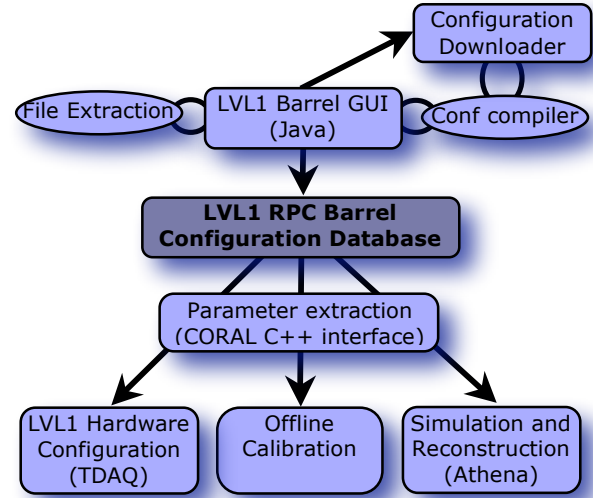 Configuration
Downloader
File Extraction
LVL1 Barrel GUI
(Java)
Conf compiler
LVL1 RPC Barrel
Configuration Database
Parameter extraction
(CORAL C++ interface)
LVL1 Hardware
Configuration
(TDAQ)
Offline
Calibration
Simulation and
Reconstruction
(Athena)